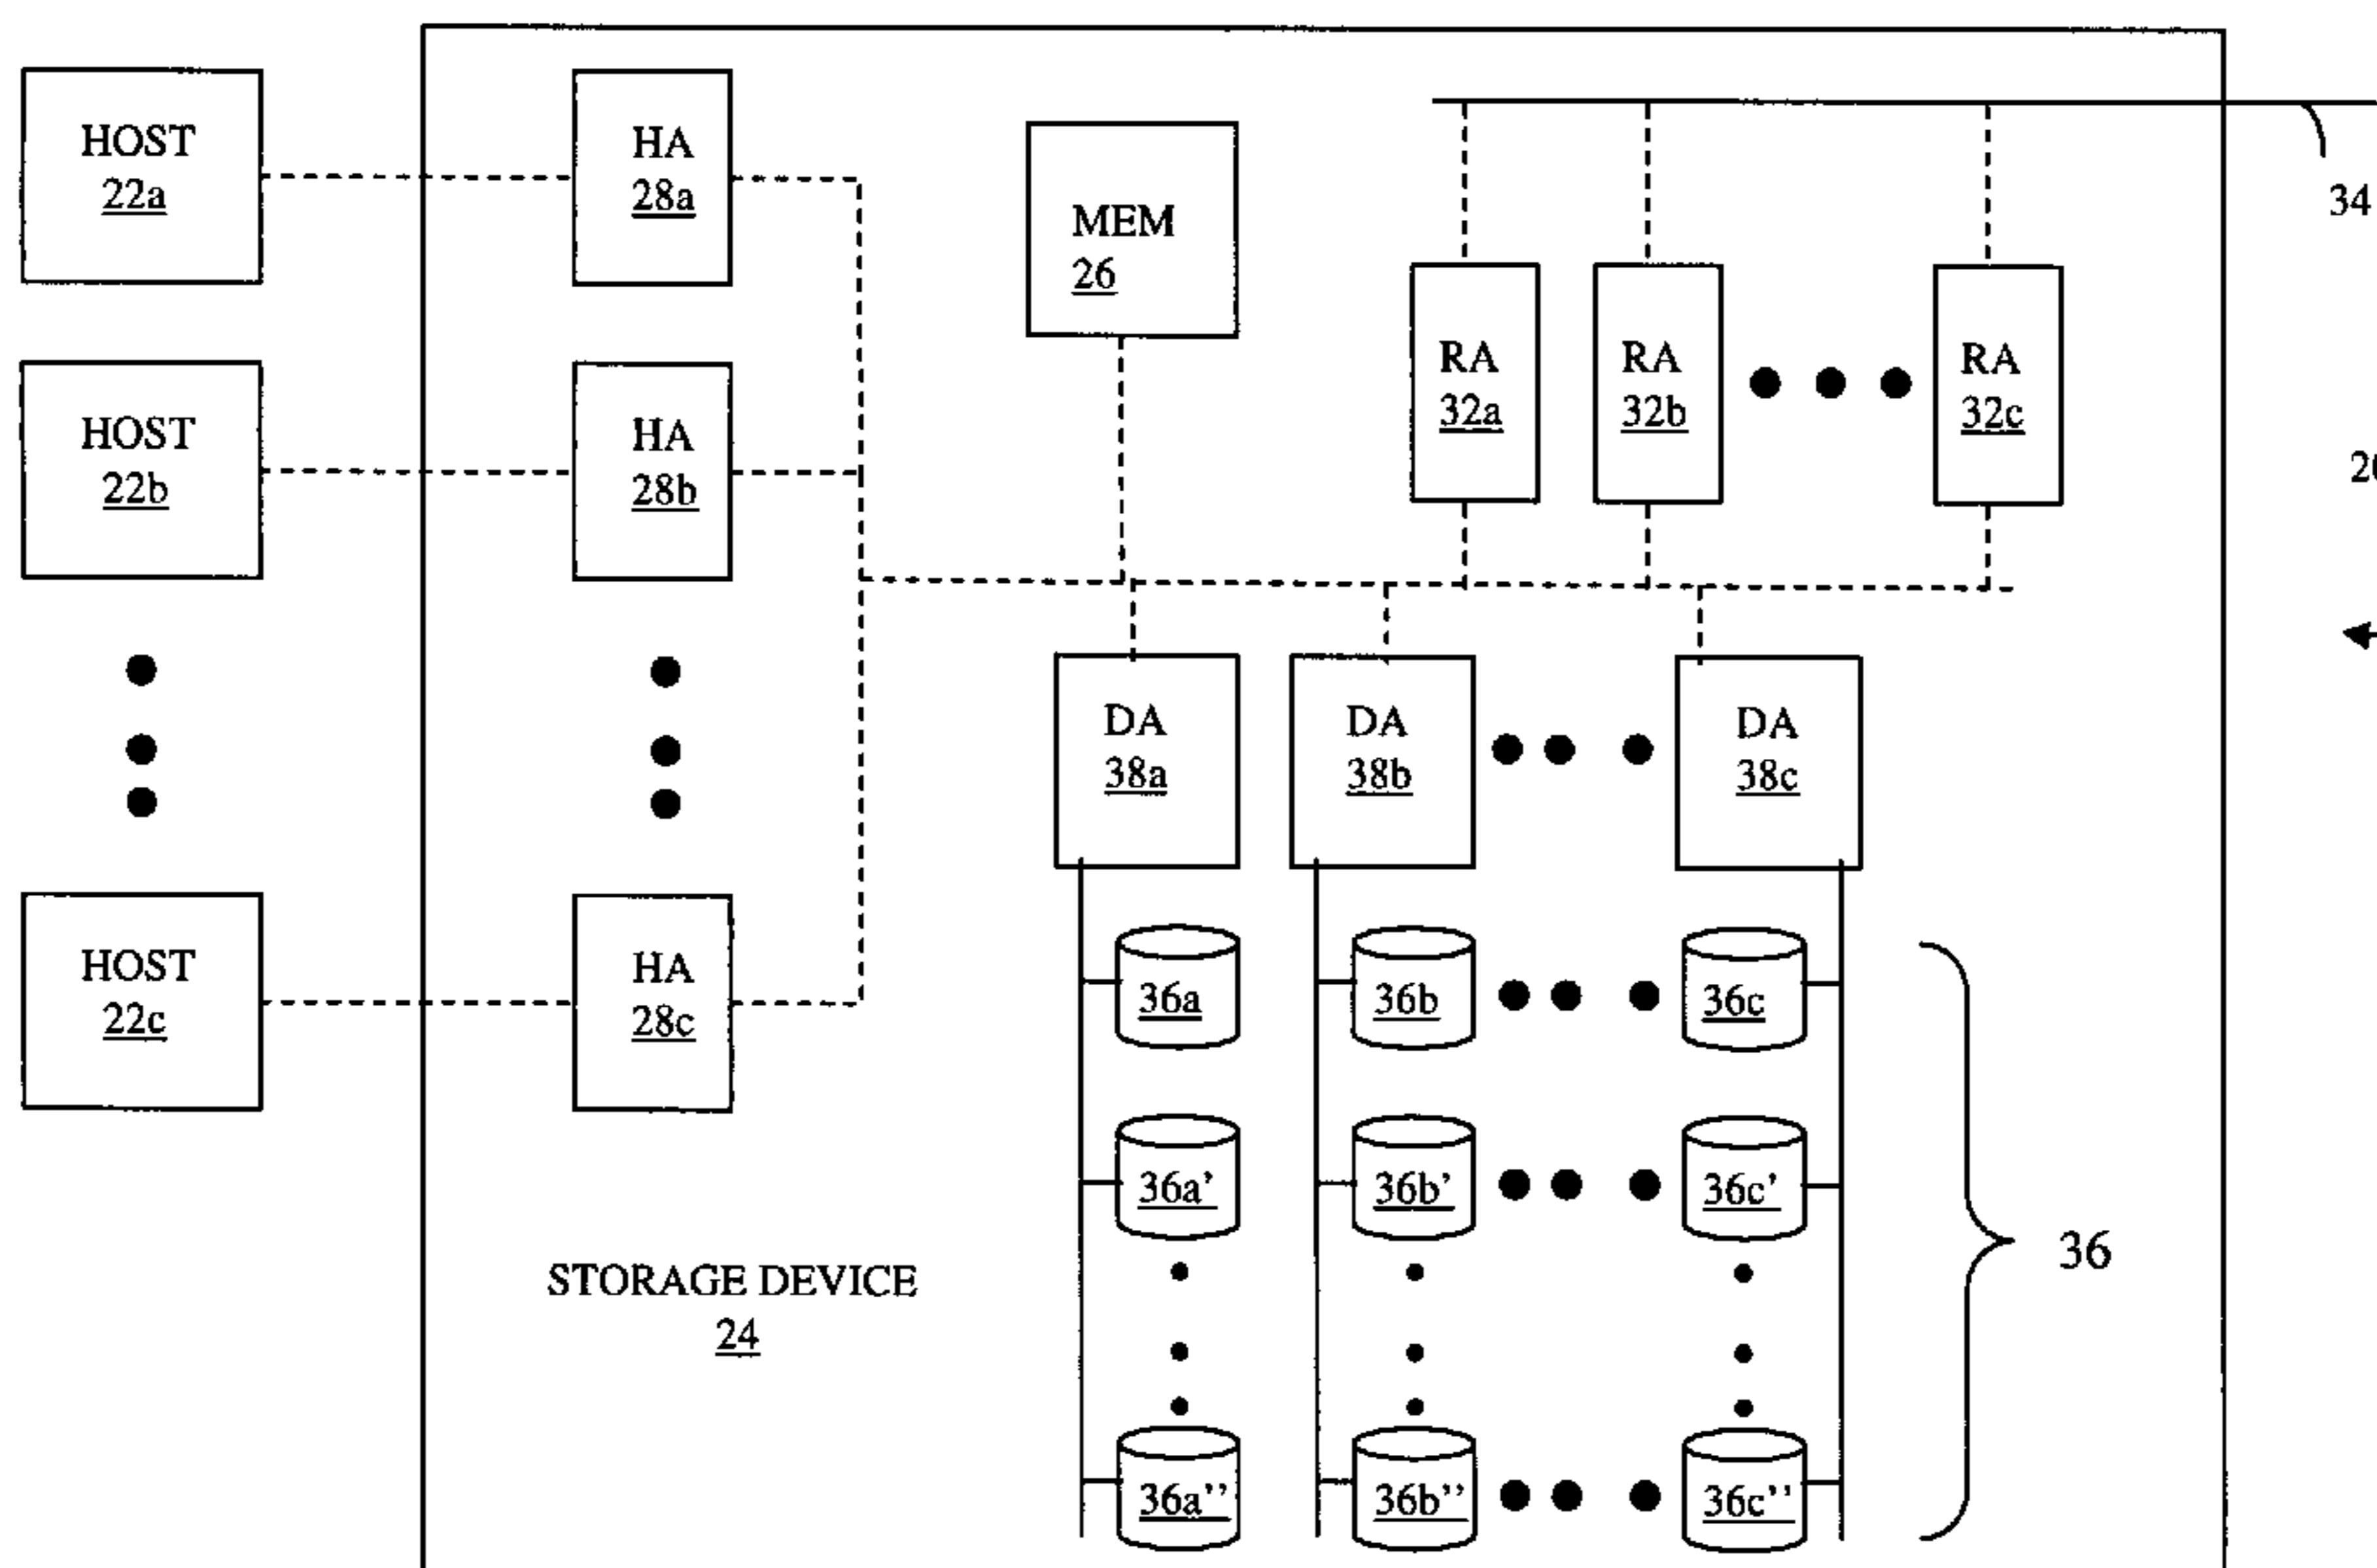 HOST
22a
HA
28a
MEM
26
34
HOST
22b
HA
28b
RA
32a
RA
32b
RA
32c
DA
38a
DA
38b
DA
38c
HOST
22c
HA
28c
36a
36b
36c
36a’
36b’
36c’
36
STORAGE DEVICE
24
36a’’
36b’’
36c’’